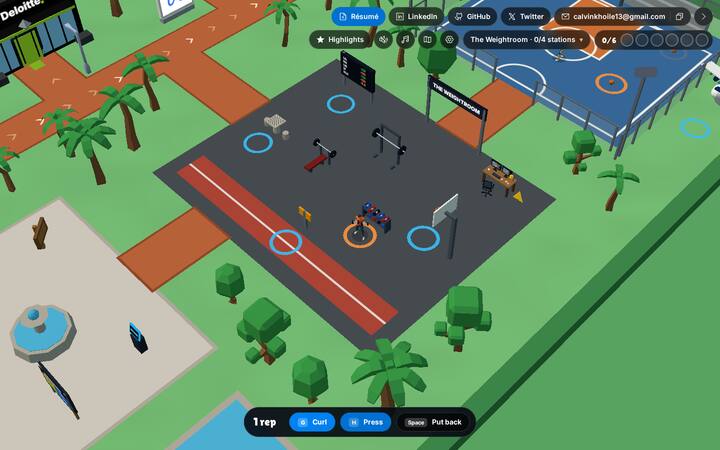 Deloitte.
Résumé LinkedIn GitHub Twitter calvinkhoile13@gmail.com
Highlights The Weightroom · 0/4 stations 0/6
THE WEIGHTROOM
1 rep G Curl H Press Space Put back